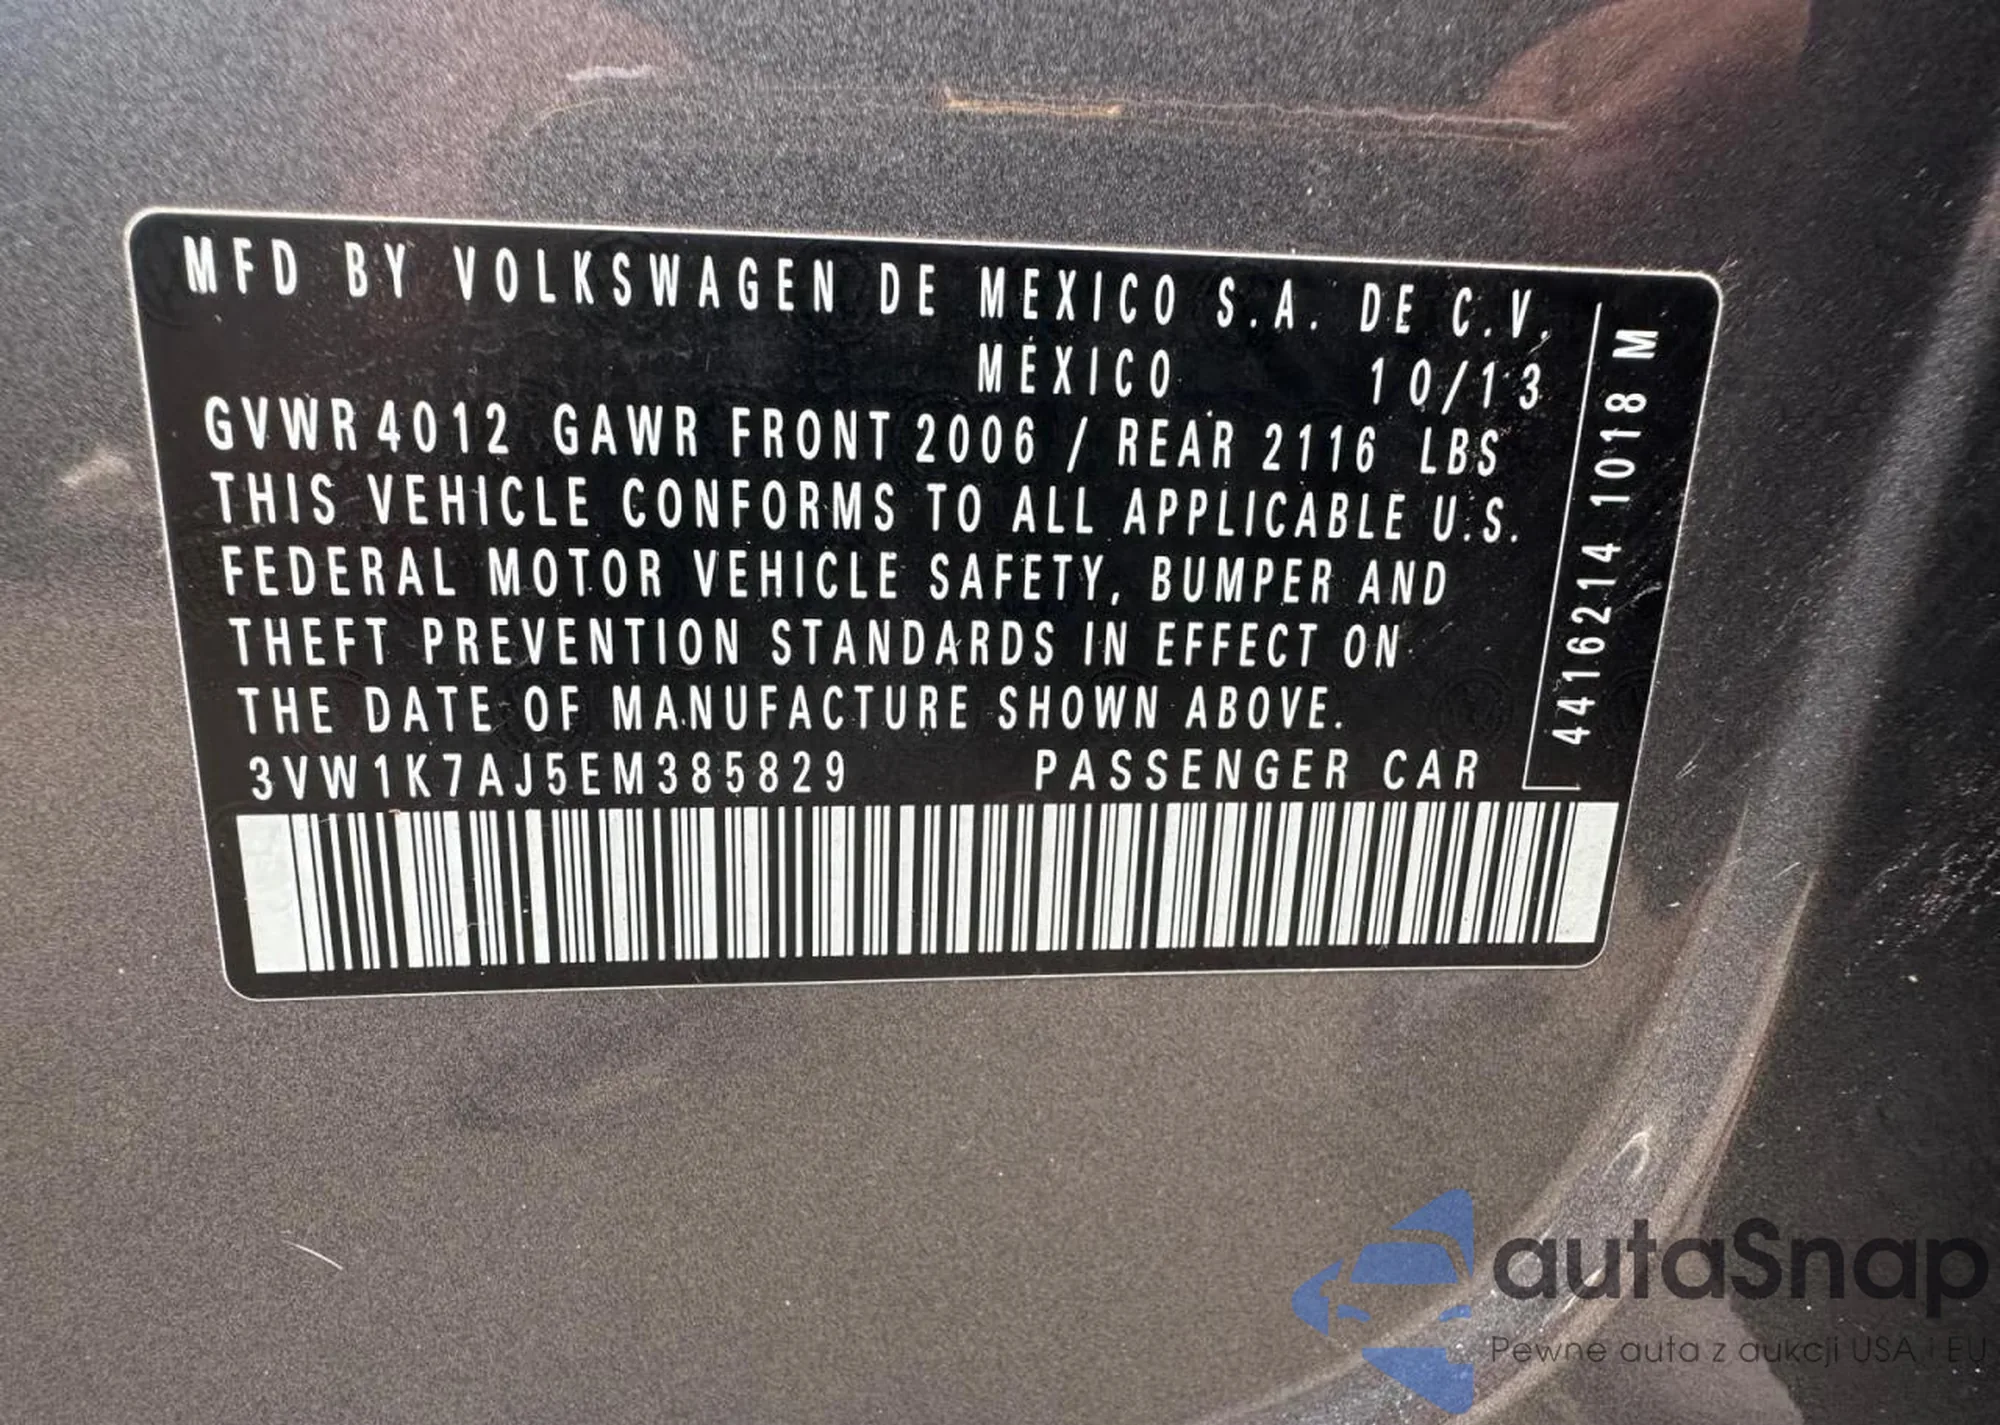 MFD BY VOLKSWAGEN DE MEXICO S.A. DE C.V.
MÉXICO 10/13
GVWR 4012 GAWR FRONT 2006 / REAR 2116 LBS
THIS VEHICLE CONFORMS TO ALL APPLICABLE U.S.
FEDERAL MOTOR VEHICLE SAFETY, BUMPER AND
THEFT PREVENTION STANDARDS IN EFFECT ON
THE DATE OF MANUFACTURE SHOWN ABOVE.
3VW1K7AJ5EM385829 PASSENGER CAR
4416214 1018 M
autaSnap
Pewne auta z aukcji USA i EU